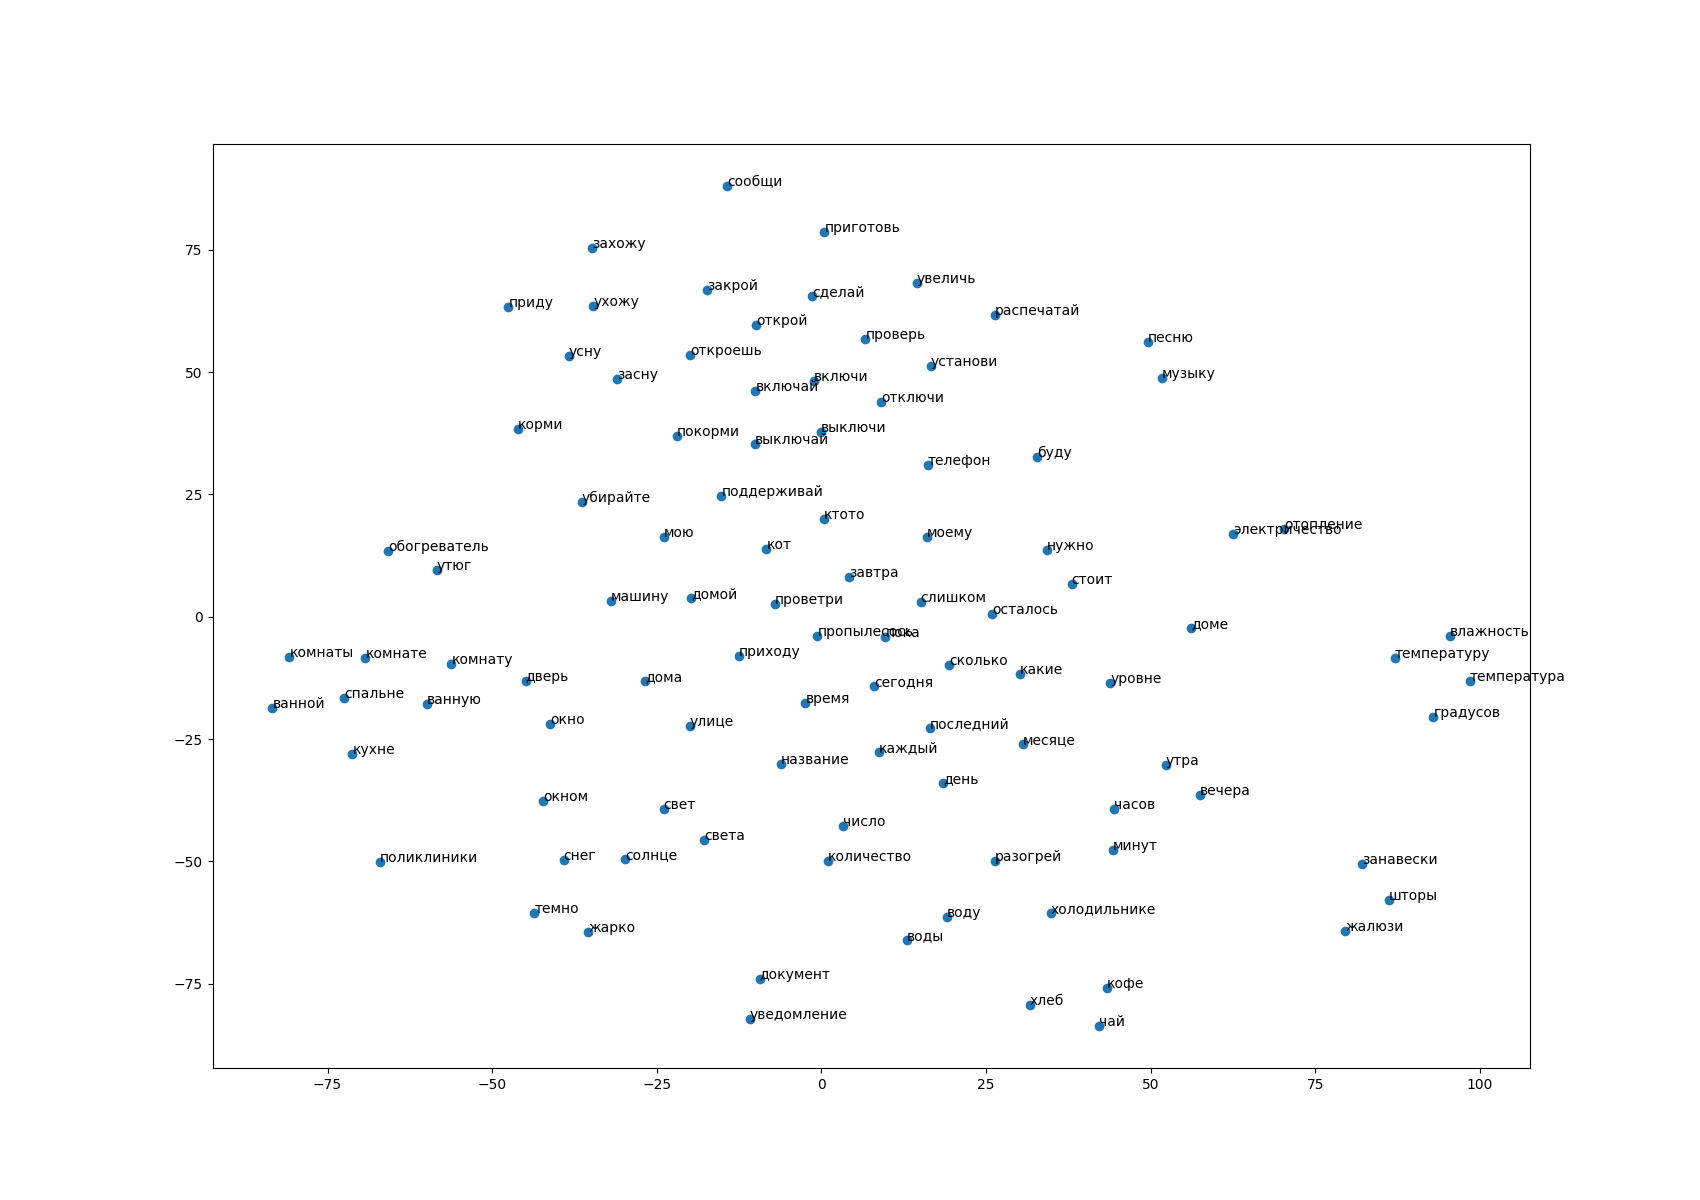 сообщи
приготовь
захожу
увеличь
закрой
сделай
приду
ухожу
распечатай
открой
проверь
песню
усну
откроешь
установи
засну
включай
включи
музыку
отключи
корми
покорми
выключай
выключи
буду
телефон
убирайте
поддерживай
ктото
электричество
отопление
мою
моему
обогреватель
кот
нужно
утюг
завтра
стоит
машину
домой
проветри
слишком
осталось
доме
пропылесось
пока
влажность
комнаты
комнате
комнату
приходу
сколько
какие
температуру
дверь
дома
сегодня
уровне
температура
спальне
ванной
ванную
время
градусов
окно
улице
последний
кухне
название
каждый
месяце
утра
день
окном
свет
часов
вечера
число
света
минут
поликлиники
снег
солнце
количество
разогрей
занавески
шторы
темно
жарко
воду
холодильнике
воды
жалюзи
документ
кофе
хлеб
уведомление
чай
75
50
25
0
−25
−50
−75
−75
−50
−25
0
25
50
75
100